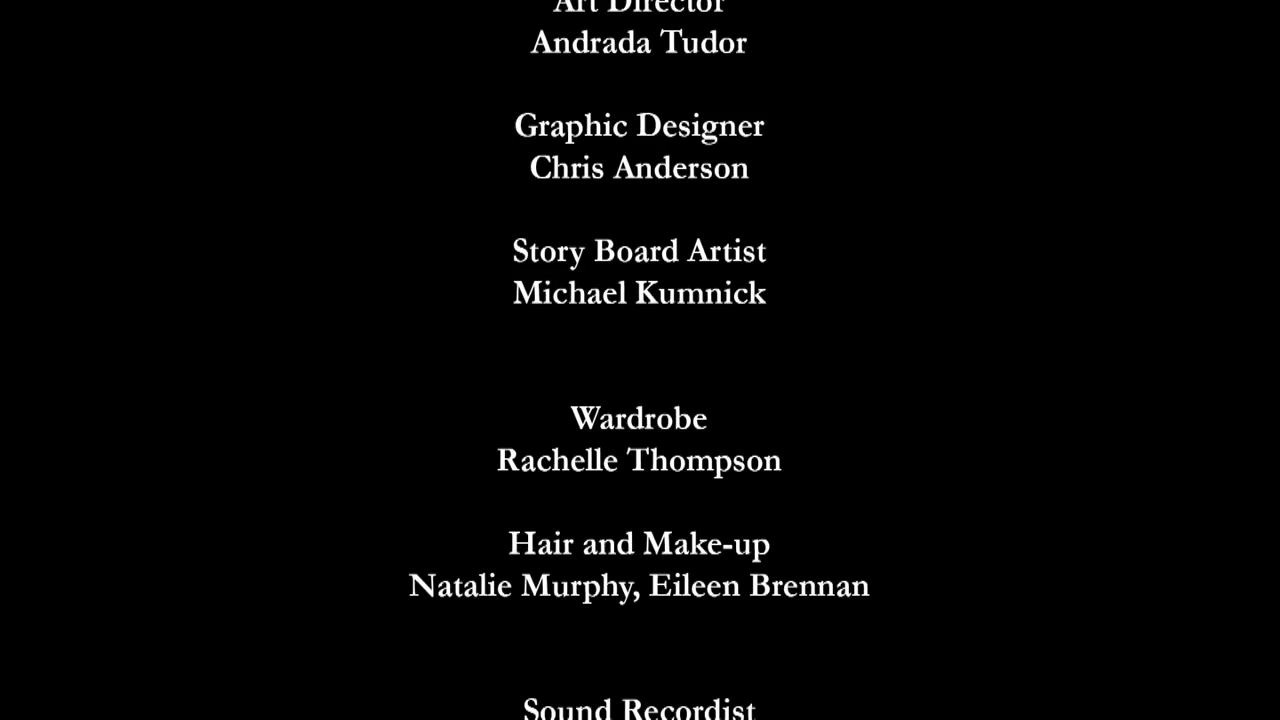 Art Director
Andrada Tudor
Graphic Designer
Chris Anderson
Story Board Artist
Michael Kumnick
Wardrobe
Rachelle Thompson
Hair and Make-up
Natalie Murphy, Eileen Brennan
Sound Recordist